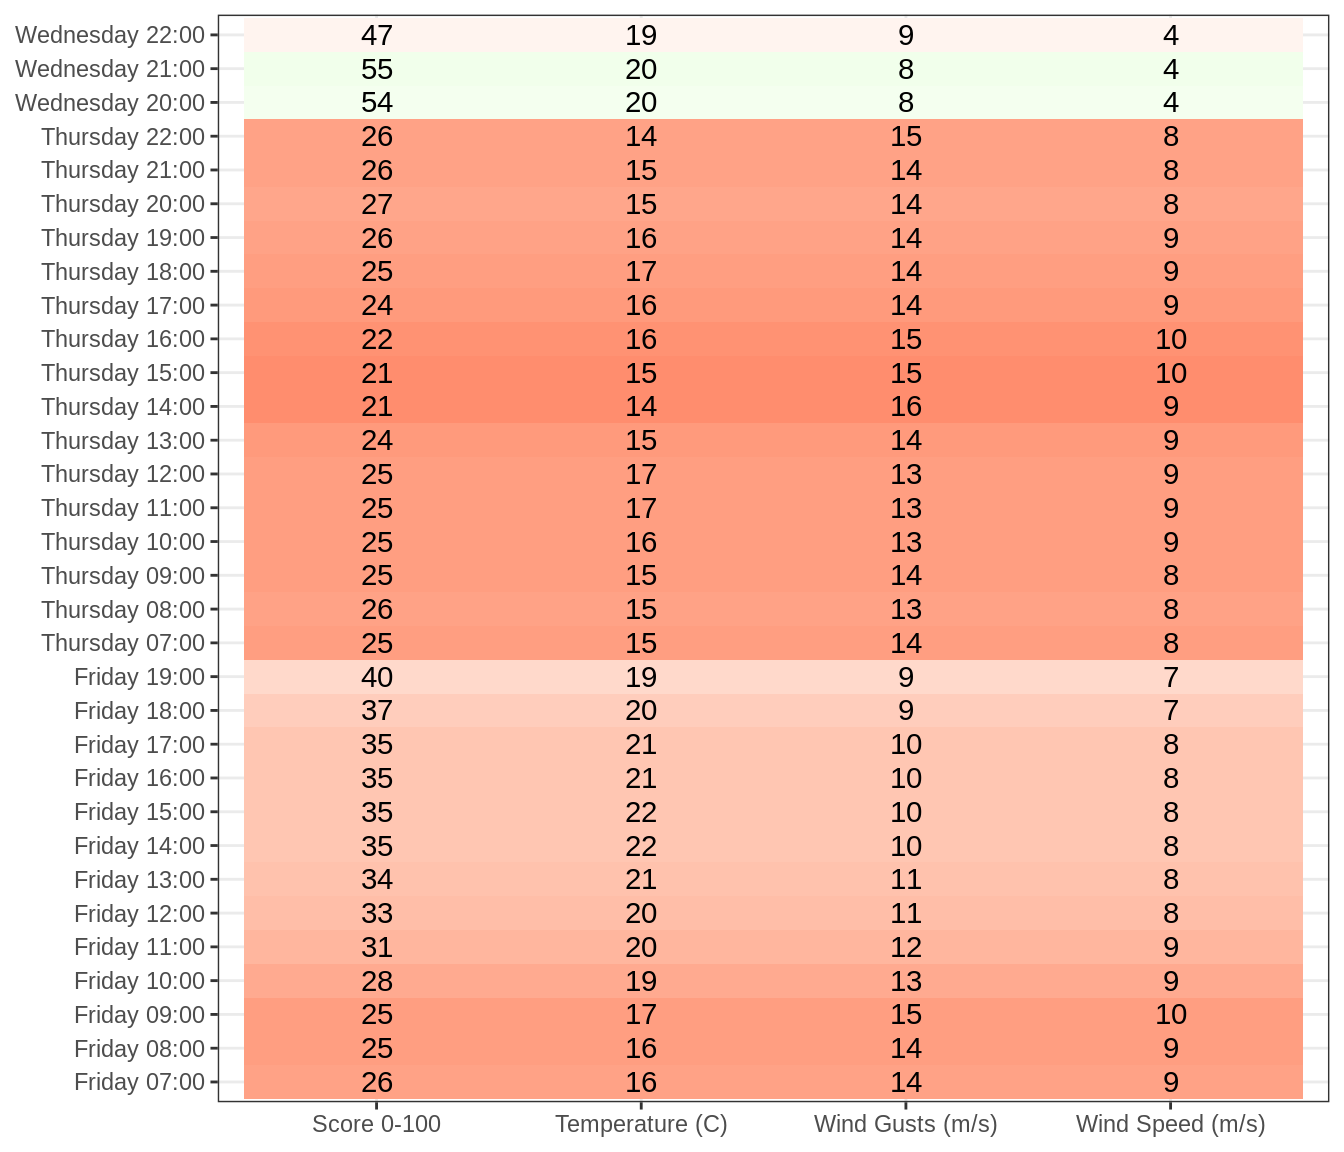 Wednesday 22:00 47 19 9 4
Wednesday 21:00 55 20 8 4
Wednesday 20:00 54 20 8 4
Thursday 22:00 26 14 15 8
Thursday 21:00 26 15 14 8
Thursday 20:00 27 15 14 8
Thursday 19:00 26 16 14 9
Thursday 18:00 25 17 14 9
Thursday 17:00 24 16 14 9
Thursday 16:00 22 16 15 10
Thursday 15:00 21 15 15 10
Thursday 14:00 21 14 16 9
Thursday 13:00 24 15 14 9
Thursday 12:00 25 17 13 9
Thursday 11:00 25 17 13 9
Thursday 10:00 25 16 13 9
Thursday 09:00 25 15 14 8
Thursday 08:00 26 15 13 8
Thursday 07:00 25 15 14 8
Friday 19:00 40 19 9 7
Friday 18:00 37 20 9 7
Friday 17:00 35 21 10 8
Friday 16:00 35 21 10 8
Friday 15:00 35 22 10 8
Friday 14:00 35 22 10 8
Friday 13:00 34 21 11 8
Friday 12:00 33 20 11 8
Friday 11:00 31 20 12 9
Friday 10:00 28 19 13 9
Friday 09:00 25 17 15 10
Friday 08:00 25 16 14 9
Friday 07:00 26 16 14 9
Score 0-100 Temperature (C) Wind Gusts (m/s) Wind Speed (m/s)